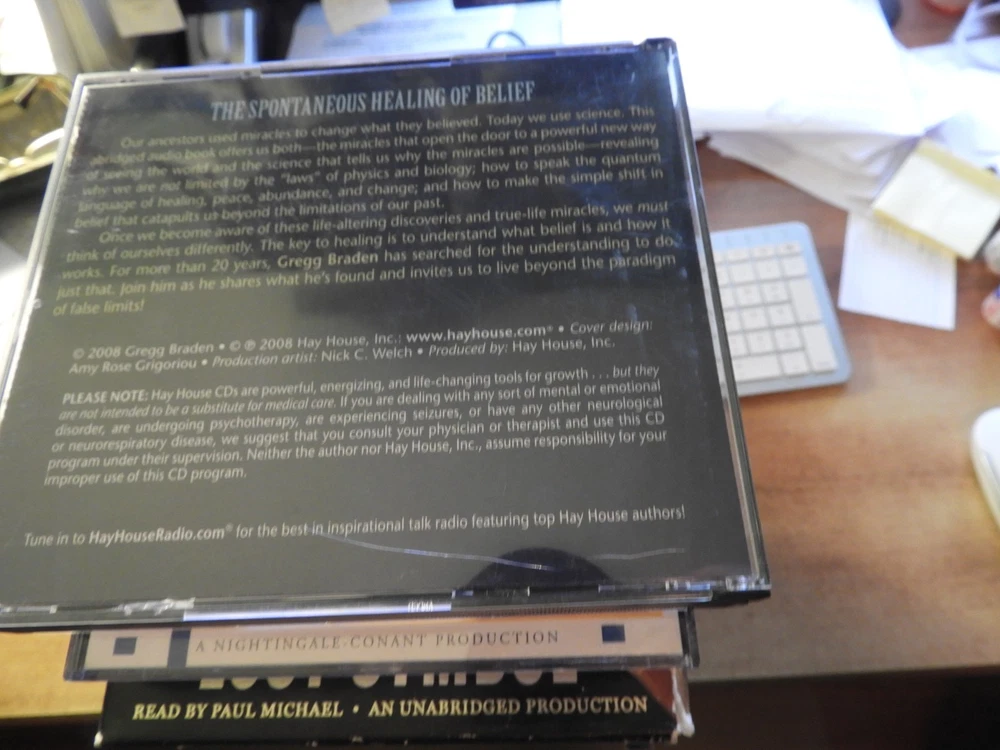 THE SPONTANEOUS HEALING OF BELIEF
Our ancestors used miracles to change what they believed. Today we use science. This
abridged audio book offers us both—the miracles that open the door to a powerful new way
of seeing the world and the science that tells us why the miracles are possible—revealing
why we are not limited by the "laws" of physics and biology; how to speak the quantum
language of healing, peace, abundance, and change; and how to make the simple shift in
belief that catapults us beyond the limitations of our past.
Once we become aware of these life-altering discoveries and true-life miracles, we must
think of ourselves differently. The key to healing is to understand what belief is and how it
works. For more than 20 years, Gregg Braden has searched for the understanding to do
just that. Join him as he shares what he's found and invites us to live beyond the paradigm
of false limits!
© 2008 Gregg Braden • © ℗ 2008 Hay House, Inc.: www.hayhouse.com® • Cover design:
Amy Rose Grigoriou • Production artist: Nick C. Welch • Produced by: Hay House, Inc.
PLEASE NOTE: Hay House CDs are powerful, energizing, and life-changing tools for growth . . . but they
are not intended to be a substitute for medical care. If you are dealing with any sort of mental or emotional
disorder, are undergoing psychotherapy, are experiencing seizures, or have any other neurological
or neurorespiratory disease, we suggest that you consult your physician or therapist and use this CD
program under their supervision. Neither the author nor Hay House, Inc., assume responsibility for your
improper use of this CD program.
Tune in to HayHouseRadio.com® for the best in inspirational talk radio featuring top Hay House authors!
A NIGHTINGALE-CONANT PRODUCTION
LOST SYMBOL
READ BY PAUL MICHAEL • AN UNABRIDGED PRODUCTION